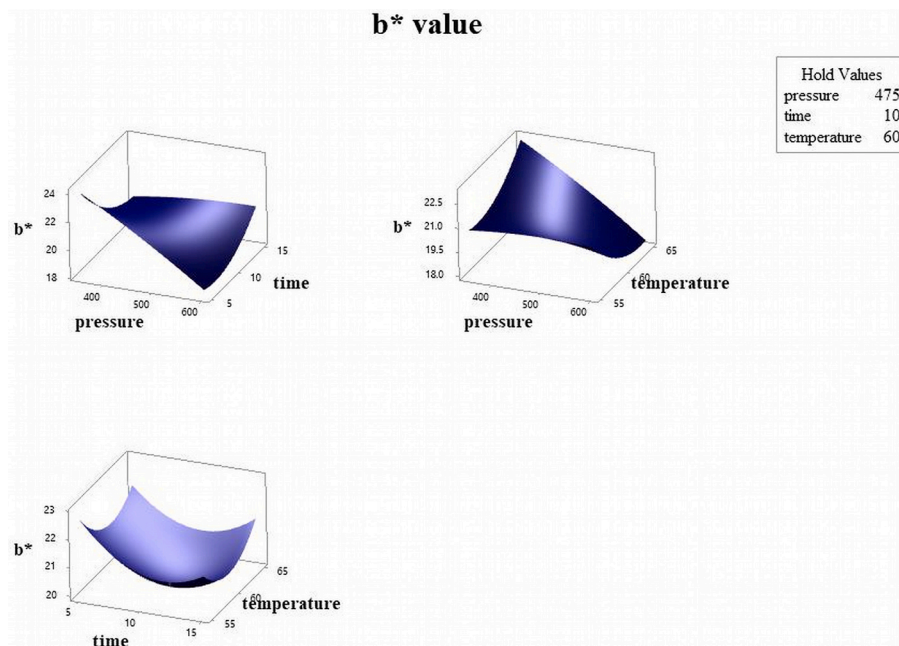 b* value
Hold Values
pressure 475
time 10
temperature 60
24
22
20
18
b*
400
500
600
pressure
5
10
15
time
22.5
21.0
19.5
18.0
b*
400
500
600
pressure
55
60
65
temperature
23
22
21
20
b*
5
10
15
time
55
60
65
temperature